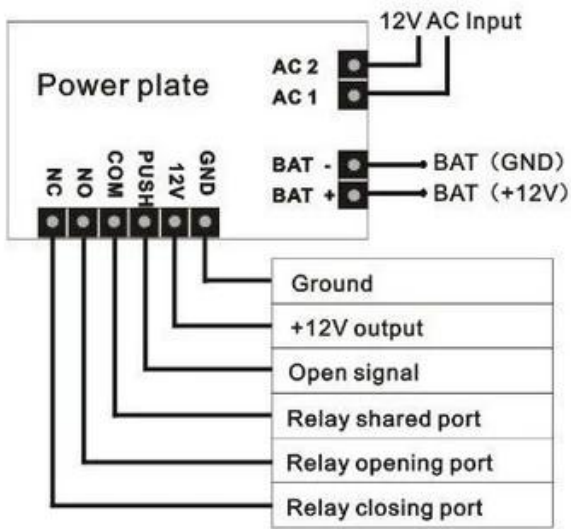 12V AC Input
Power plate
AC 2
AC 1
BAT -
BAT (GND)
BAT +
BAT (+12V)
NC
NO
COM
PUSH
12V
GND
Ground
+12V output
Open signal
Relay shared port
Relay opening port
Relay closing port